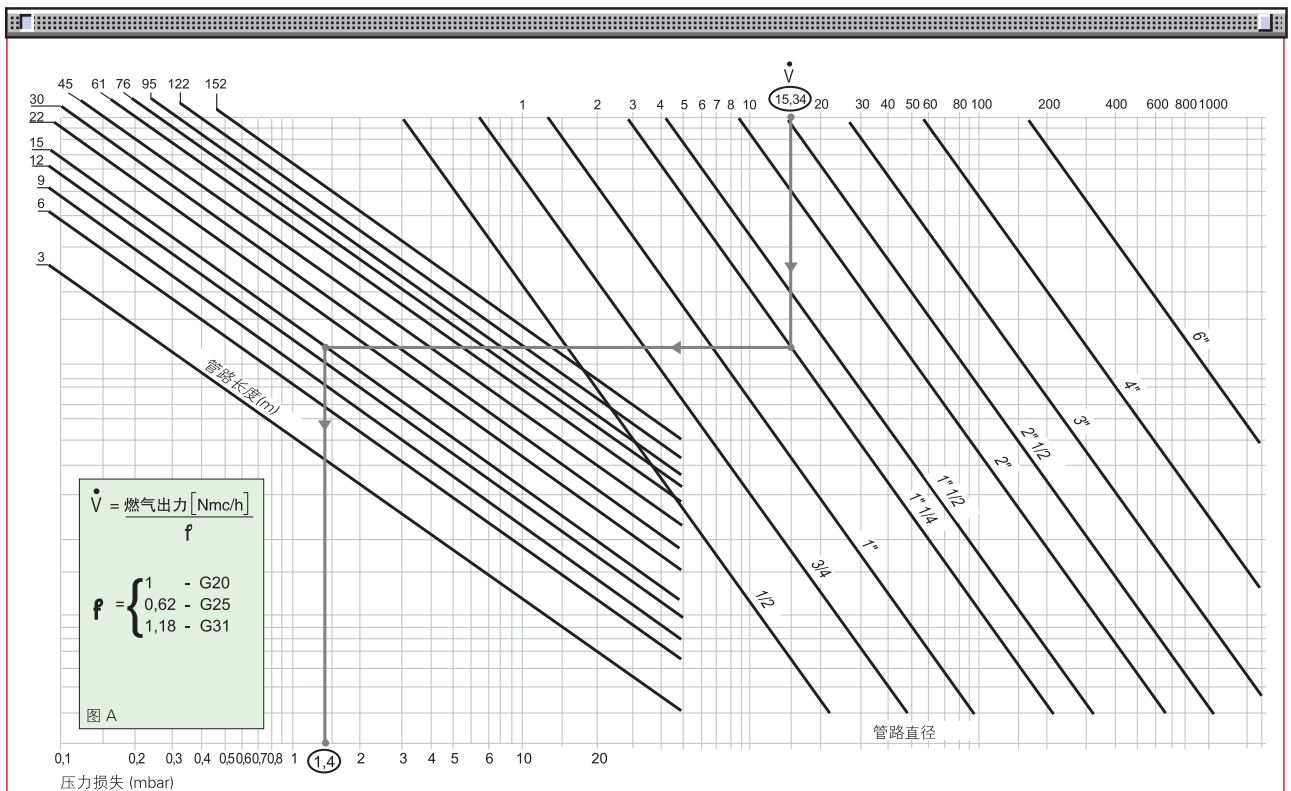 45 61 76 95 122 152
30
22
15
12
9
6
3
V̇
1 2 3 4 5 6 7 8 10 15,34 20 30 40 50 60 80 100 200 400 600 800 1000
管路长度(m)
6"
4"
3"
2" 1/2
2"
1" 1/2
1" 1/4
1"
3/4
1/2
V̇ = 燃气出力[Nmc/h]
f
1 - G20
f = { 0,62 - G25
1,18 - G31
图 A
管路直径
0,1 0,2 0,3 0,4 0,5 0,6 0,7 0,8 1 1,4 2 3 4 5 6 10 20
压力损失 (mbar)